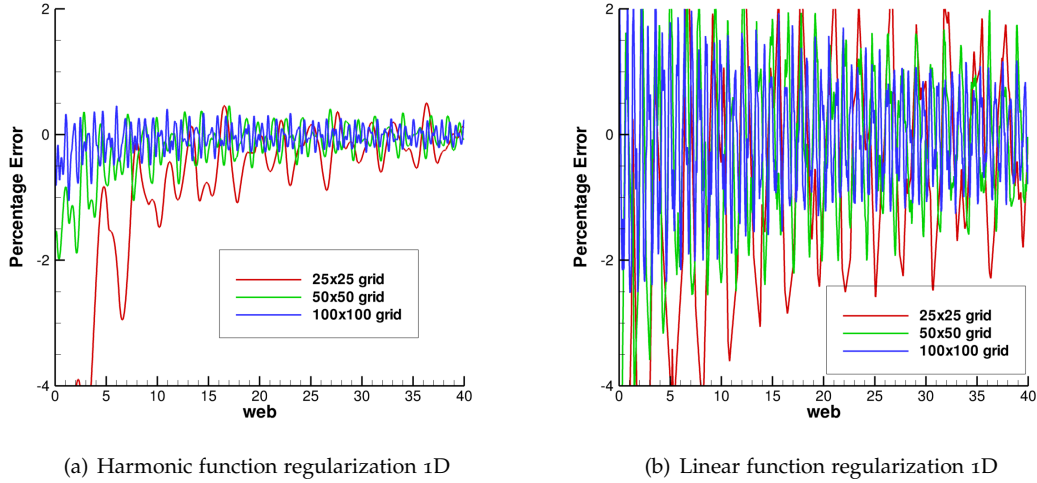 Percentage Error
2
0
-2
-4
0 5 10 15 20 25 30 35 40
web
25x25 grid
50x50 grid
100x100 grid
(a) Harmonic function regularization 1D
Percentage Error
2
0
-2
-4
0 5 10 15 20 25 30 35 40
web
25x25 grid
50x50 grid
100x100 grid
(b) Linear function regularization 1D